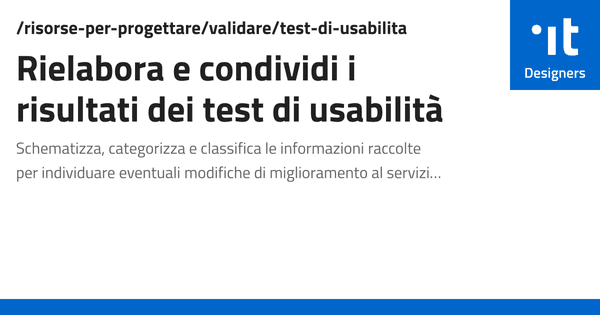 /risorse-per-progettare/validare/test-di-usabilita
Rielabora e condividi i
risultati dei test di usabilità
Schematizza, categorizza e classifica le informazioni raccolte
per individuare eventuali modifiche di miglioramento al servizi...
.it
Designers